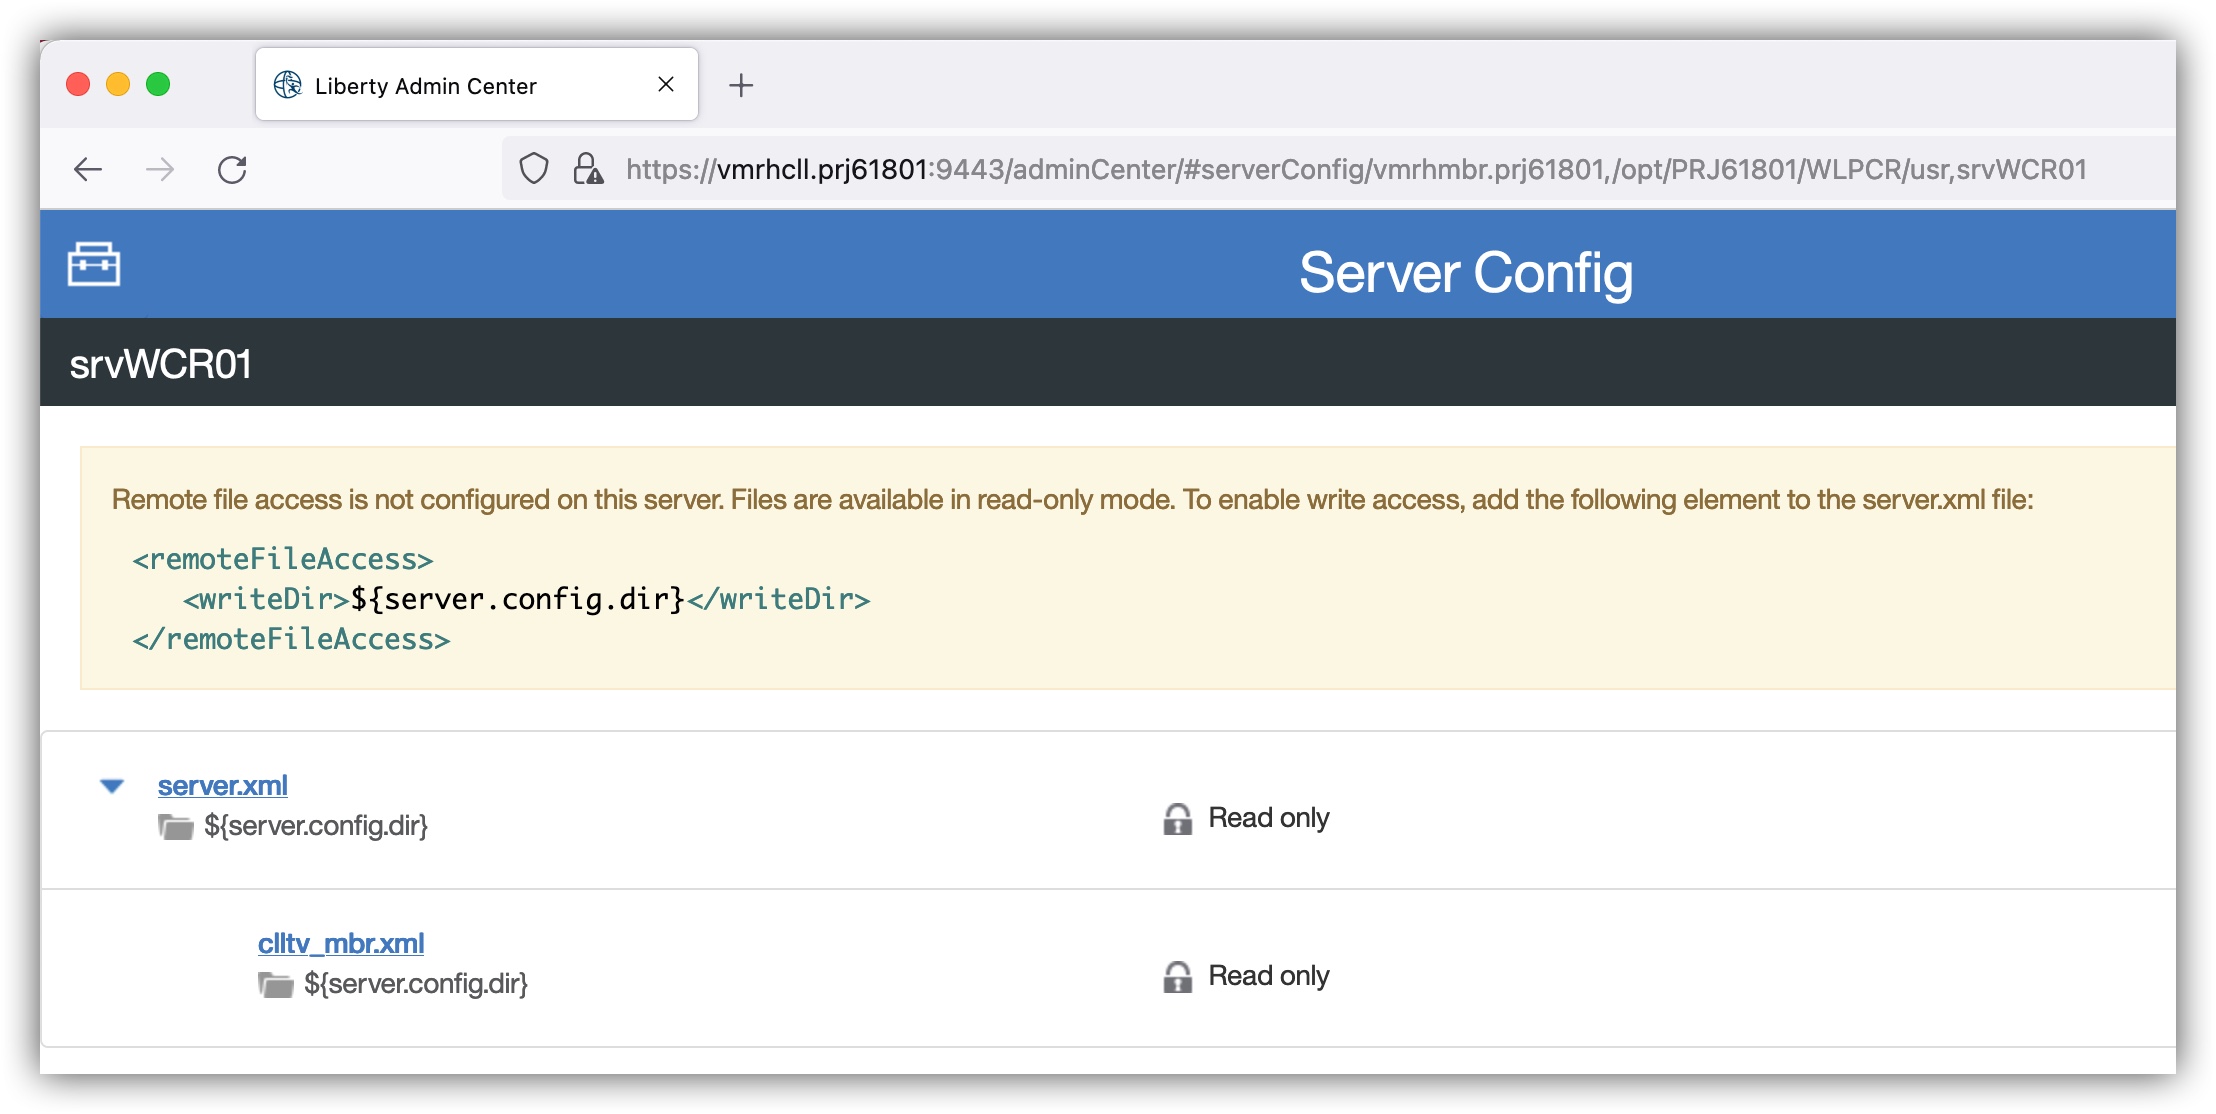 Liberty Admin Center
https://vmrhcll.prj61801:9443/adminCenter/#serverConfig/vmrhmbr.prj61801,/opt/PRJ61801/WLPCR/usr,srvWCR01
Server Config
srvWCR01
Remote file access is not configured on this server. Files are available in read-only mode. To enable write access, add the following element to the server.xml file:
<remoteFileAccess>
<writeDir>${server.config.dir}</writeDir>
</remoteFileAccess>
server.xml
${server.config.dir}
Read only
clltv_mbr.xml
${server.config.dir}
Read only